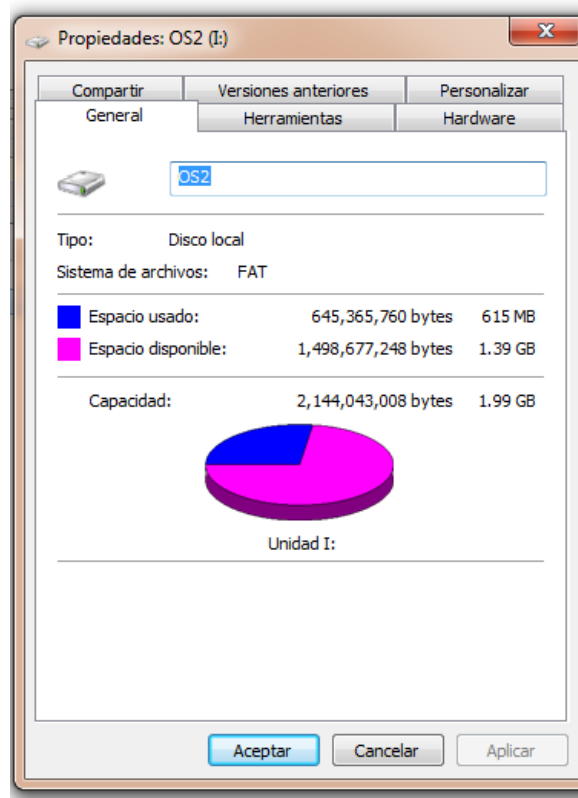 Propiedades: OS2 (I:)
x
Compartir Versiones anteriores Personalizar
General Herramientas Hardware
OS2
Tipo: Disco local
Sistema de archivos: FAT
Espacio usado: 645,365,760 bytes 615 MB
Espacio disponible: 1,498,677,248 bytes 1.39 GB
Capacidad: 2,144,043,008 bytes 1.99 GB
Unidad I:
Aceptar Cancelar Aplicar